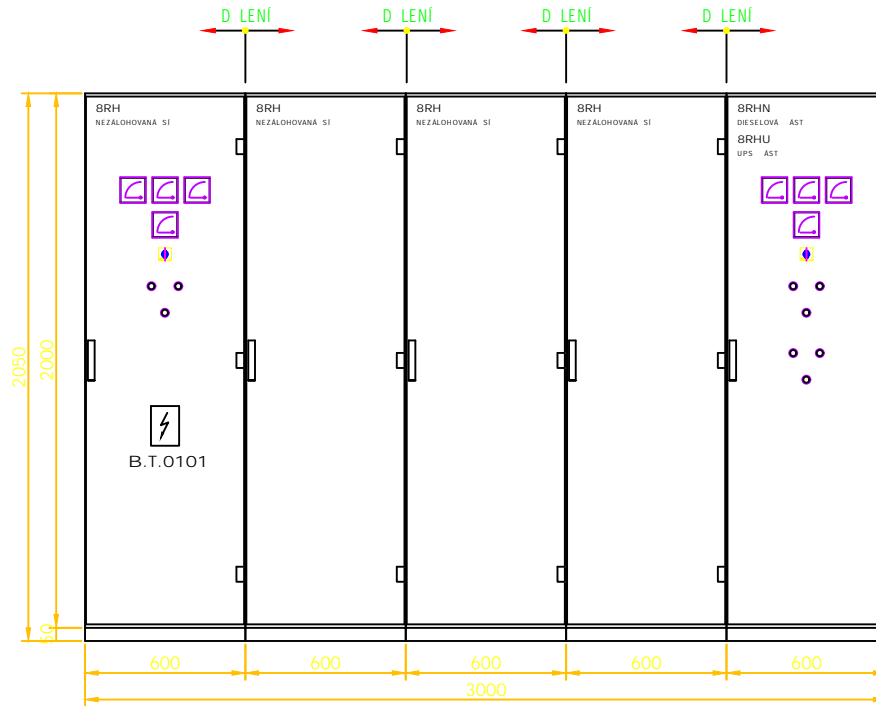 D LENÍ D LENÍ D LENÍ D LENÍ
8RH 8RH 8RH 8RH 8RHN
NEZÁLOHOVANÁ SÍ NEZÁLOHOVANÁ SÍ NEZÁLOHOVANÁ SÍ NEZÁLOHOVANÁ SÍ DIESELOVÁ ÁST
8RHU
UPS ÁST
2050
2000
B.T.0101
50
600 600 600 600 600
3000